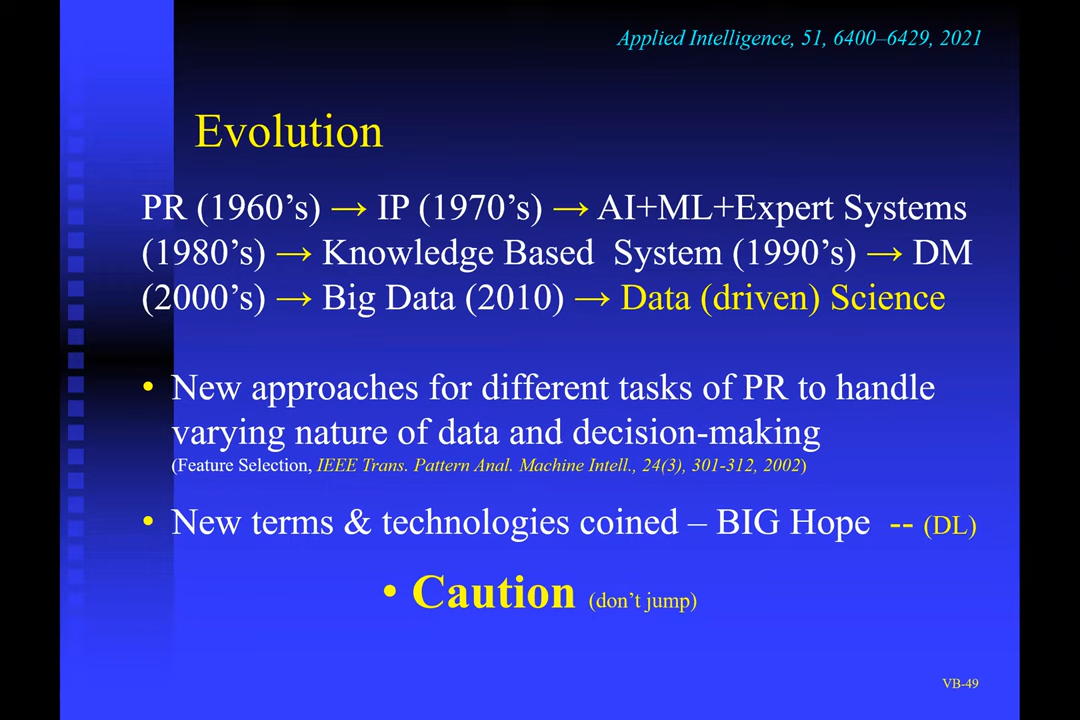 Applied Intelligence, 51, 6400–6429, 2021
Evolution
PR (1960’s) → IP (1970’s) → AI+ML+Expert Systems
(1980’s) → Knowledge Based System (1990’s) → DM
(2000’s) → Big Data (2010) → Data (driven) Science
• New approaches for different tasks of PR to handle
varying nature of data and decision-making
(Feature Selection, IEEE Trans. Pattern Anal. Machine Intell., 24(3), 301-312, 2002)
• New terms & technologies coined – BIG Hope -- (DL)
• Caution (don’t jump)
VB-49